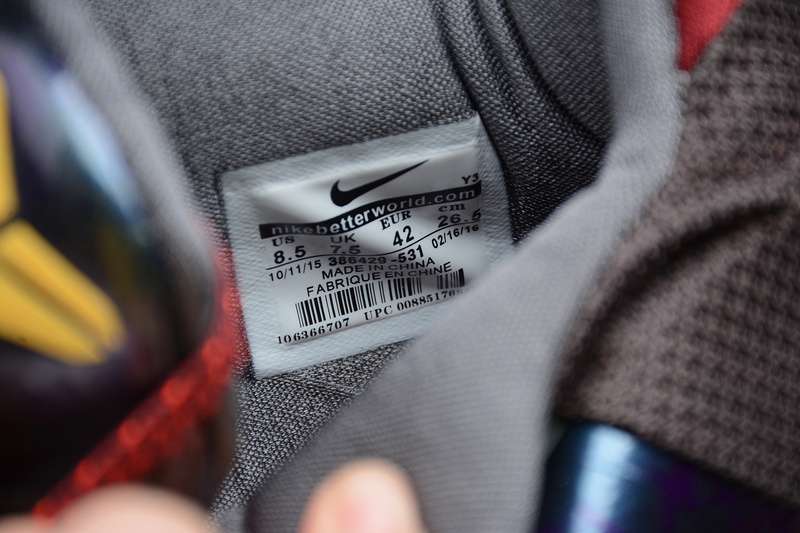 Y3
nikebetterworld.com
US UK EUR cm
8.5 7.5 42 26.5
10/11/15 386429 -531 02/16/16
MADE IN CHINA
FABRIQUE EN CHINE
106366707 UPC 00885176